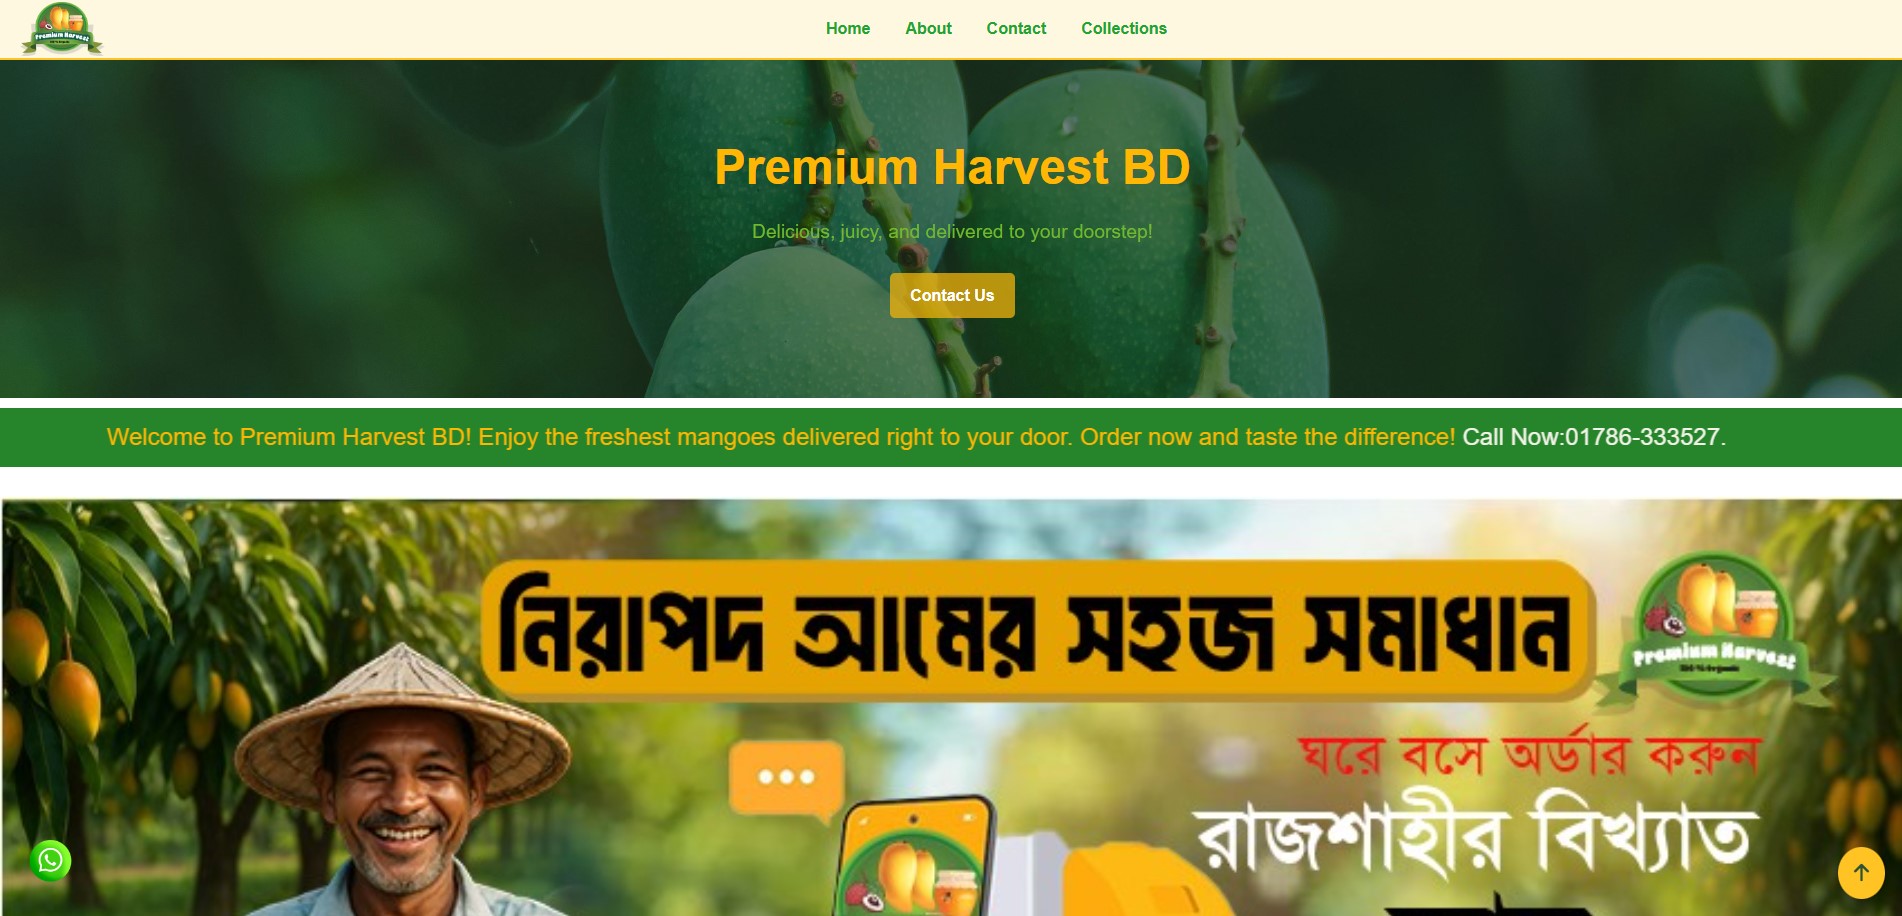 Premium Harvest
Home About Contact Collections
Premium Harvest BD
Delicious, juicy, and delivered to your doorstep!
Contact Us
Welcome to Premium Harvest BD! Enjoy the freshest mangoes delivered right to your door. Order now and taste the difference! Call Now:01786-333527.
নিরাপদ আমের সহজ সমাধান
Premium Harvest
100 % Organic
ঘরে বসে অর্ডার করুন
রাজশাহীর বিখ্যাত